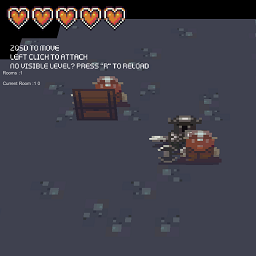 ZQSD TO MOVE
LEFT CLICK TO ATTACK
NO VISIBLE LEVEL? PRESS "R" TO RELOAD
Rooms : 1
Current Room : 1 0